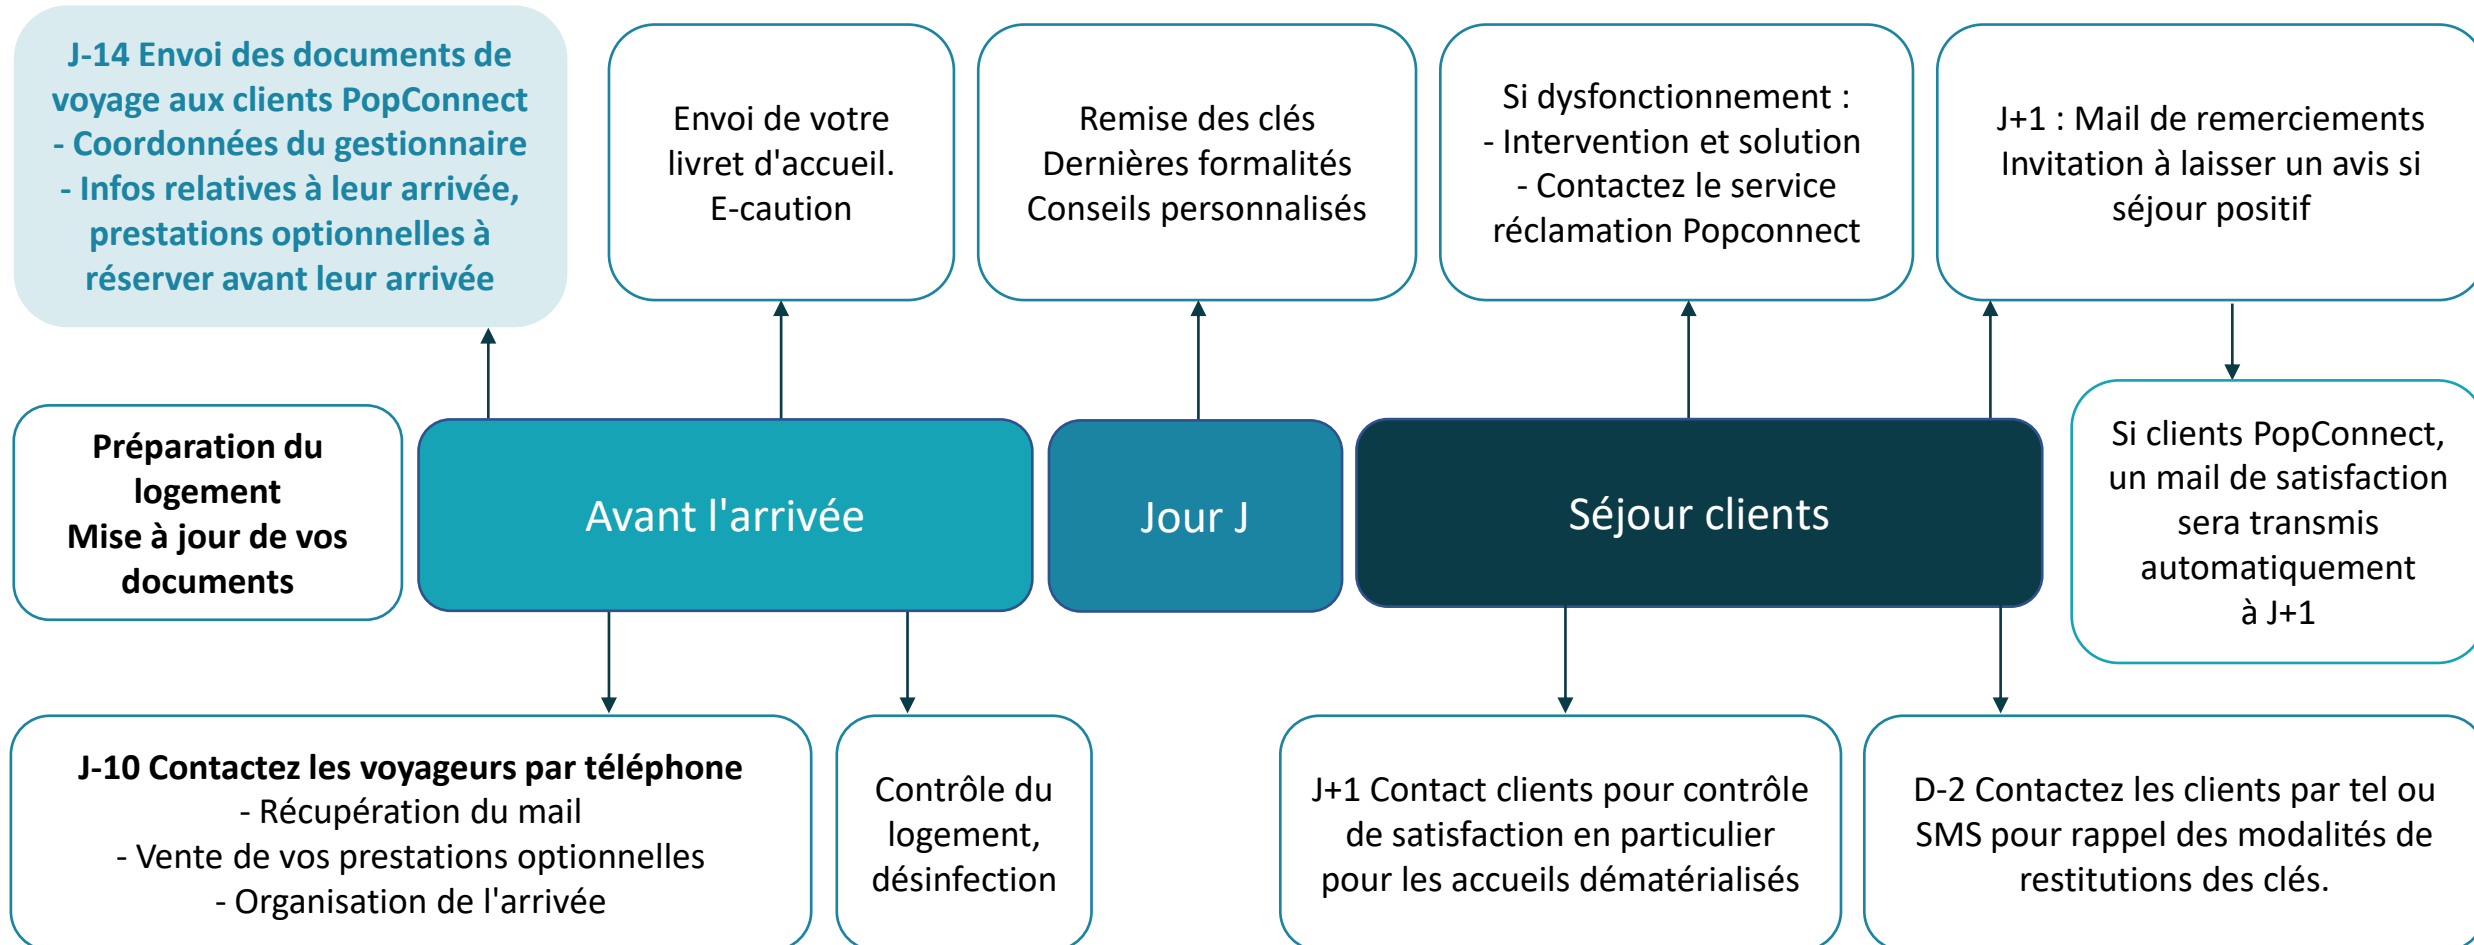 J-14 Envoi des documents de
voyage aux clients PopConnect
- Coordonnées du gestionnaire
- Infos relatives à leur arrivée,
prestations optionnelles à
réserver avant leur arrivée
Envoi de votre
livret d'accueil.
E-caution
Remise des clés
Dernières formalités
Conseils personnalisés
Si dysfonctionnement :
- Intervention et solution
- Contactez le service
réclamation Popconnect
J+1 : Mail de remerciements
Invitation à laisser un avis si
séjour positif
Préparation du
logement
Mise à jour de vos
documents
Avant l'arrivée
Jour J
Séjour clients
Si clients PopConnect,
un mail de satisfaction
sera transmis
automatiquement
à J+1
J-10 Contactez les voyageurs par téléphone
- Récupération du mail
- Vente de vos prestations optionnelles
- Organisation de l'arrivée
Contrôle du
logement,
désinfection
J+1 Contact clients pour contrôle
de satisfaction en particulier
pour les accueils dématérialisés
D-2 Contactez les clients par tel ou
SMS pour rappel des modalités de
restitutions des clés.